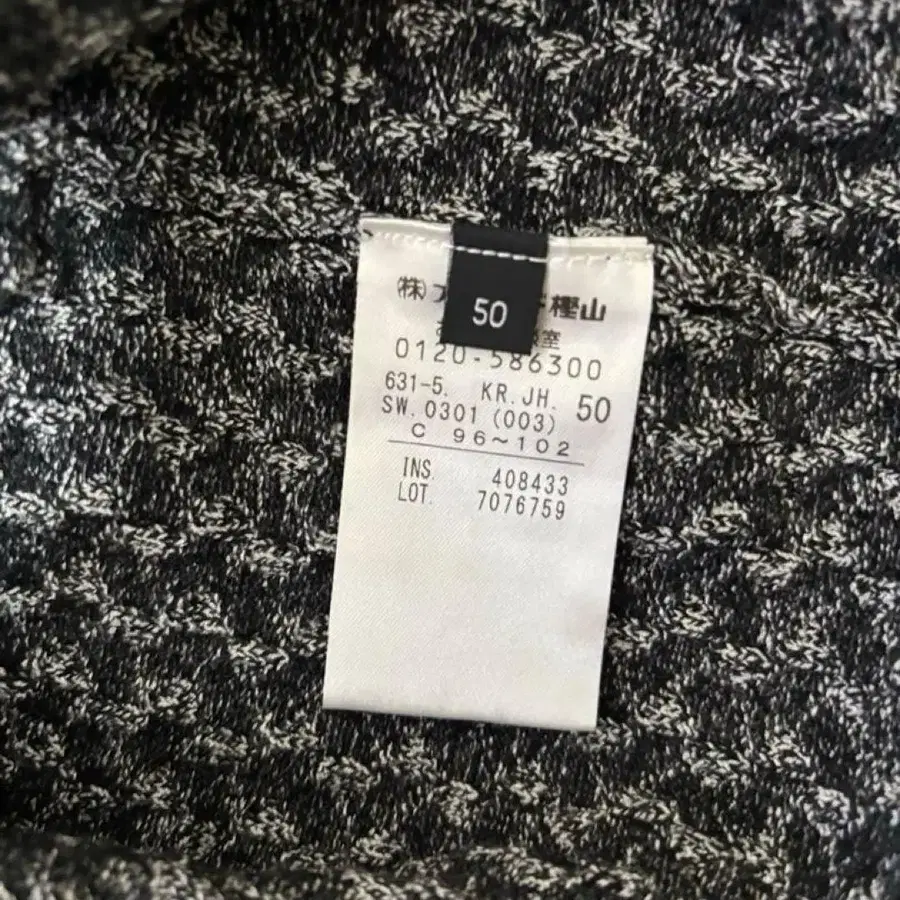 50
(株) 樫山
室
0120-586300
631-5. KR.JH. 50
SW.0301 (003)
C 96~102
INS. 408433
LOT. 7076759